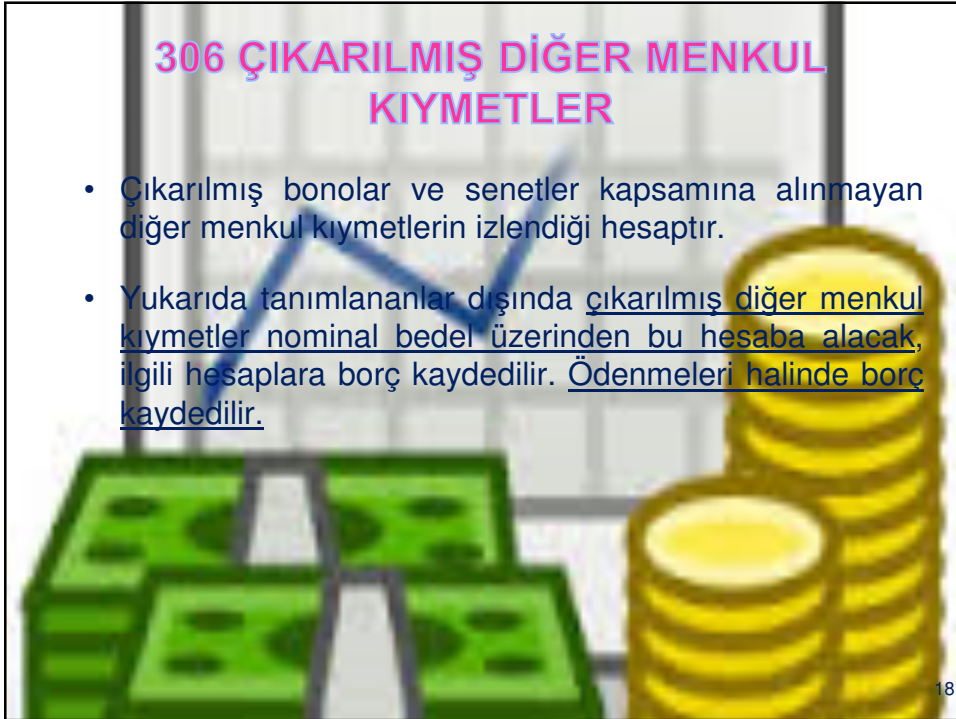 306 ÇIKARILMIŞ DİĞER MENKUL
KIYMETLER
• Çıkarılmış bonolar ve senetler kapsamına alınmayan
diğer menkul kıymetlerin izlendiği hesaptır.
• Yukarıda tanımlananlar dışında çıkarılmış diğer menkul
kıymetler nominal bedel üzerinden bu hesaba alacak,
ilgili hesaplara borç kaydedilir. Ödenmeleri halinde borç
kaydedilir.
18